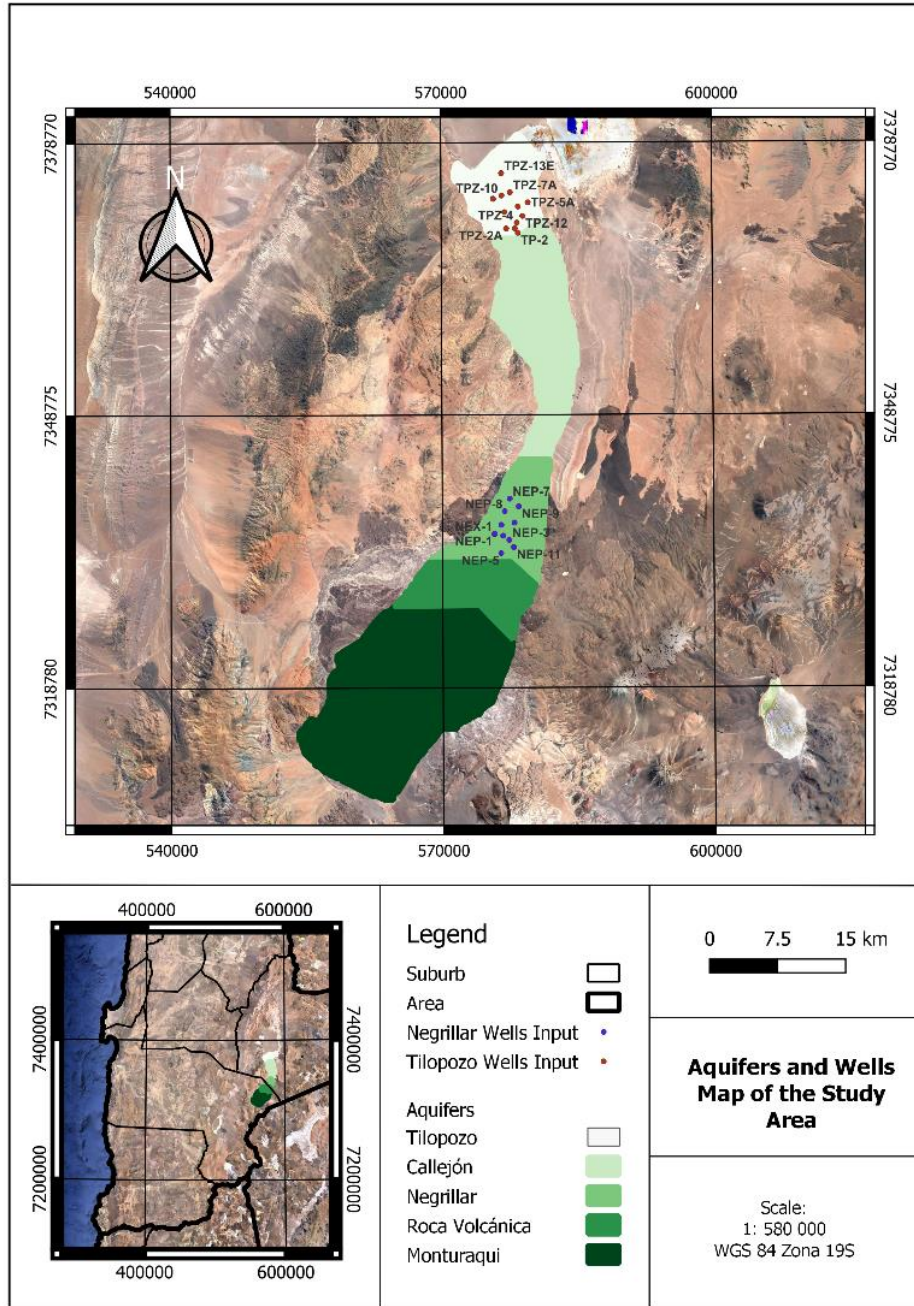 540000 570000 600000
7378770 7378770
N
TPZ-13E
TPZ-10 TPZ-7A
TPZ-5A
TPZ-4
TPZ-12
TPZ-2A TP-2
7348775 7348775
NEP-7
NEP-8
NEP-9
NEX-1
NEP-1 NEP-3
NEP-5 NEP-11
7318780 7318780
540000 570000 600000
400000 600000
7400000 7400000
7200000 7200000
400000 600000
Legend
Suburb
Area
Negrillar Wells Input
Tilopozo Wells Input
Aquifers
Tilopozo
Callejón
Negrillar
Roca Volcánica
Monturaqui
0 7.5 15 km
Aquifers and Wells
Map of the Study
Area
Scale:
1: 580 000
WGS 84 Zona 19S